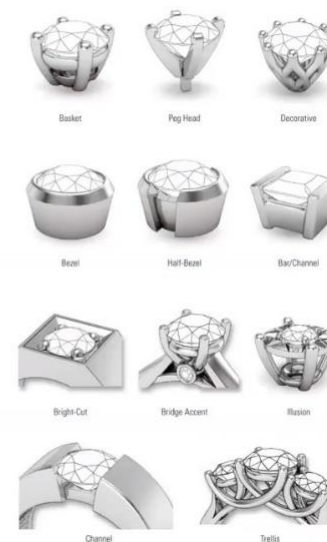 Basket
Peg Head
Decorative
Bezel
Half-Bezel
Bar/Channel
Bright-Cut
Bridge Accent
Illusion
Channel
Trellis